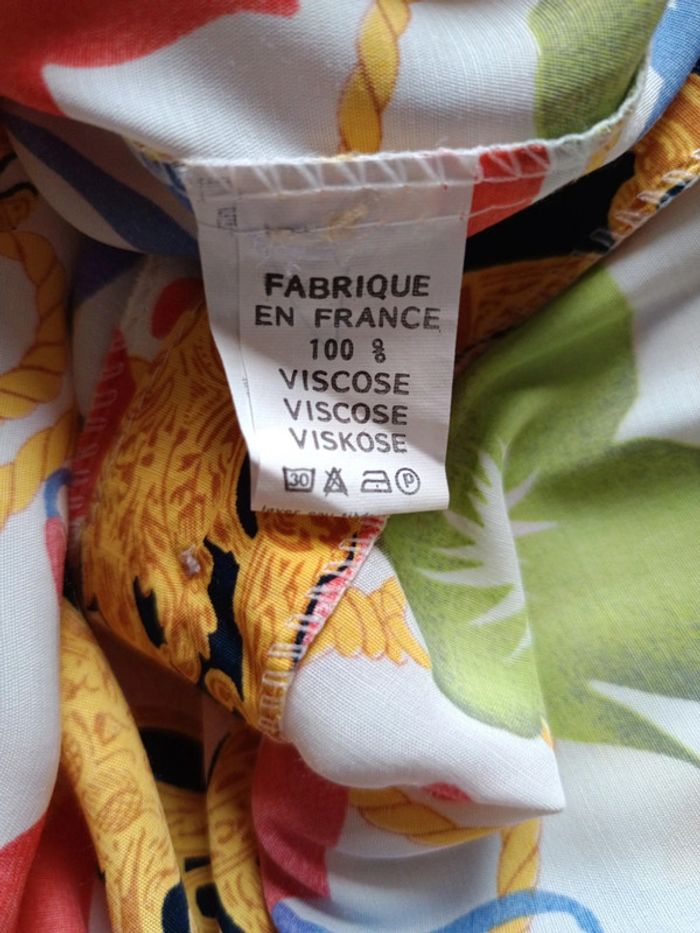 FABRIQUE
EN FRANCE
100 %
VISCOSE
VISCOSE
VISKOSE
30 P